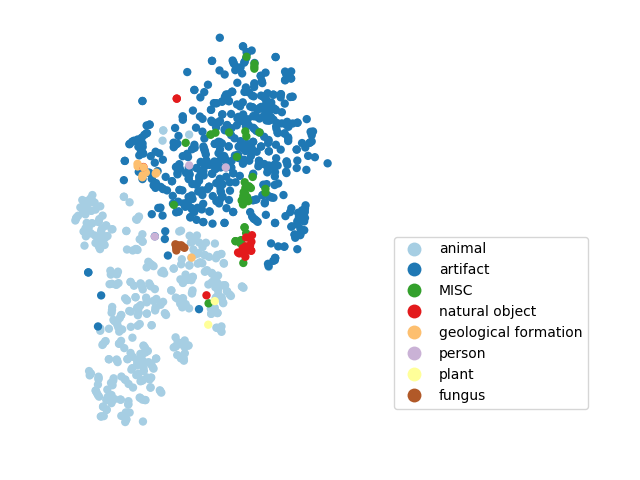 animal
artifact
MISC
natural object
geological formation
person
plant
fungus